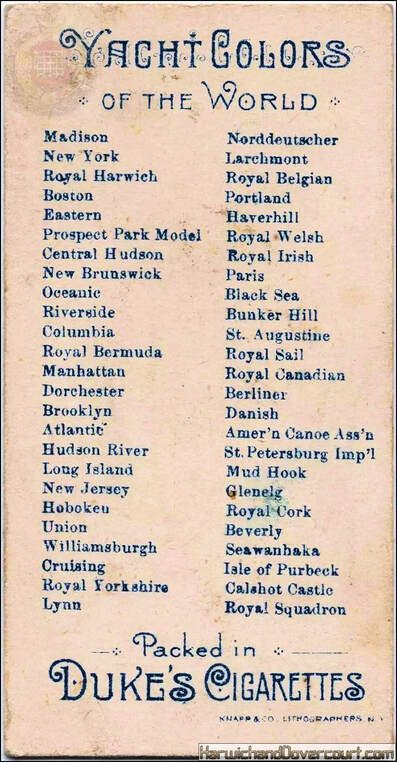 YACHT COLORS
OF THE WORLD
Madison
New York
Royal Harwich
Boston
Eastern
Prospect Park Model
Central Hudson
New Brunswick
Oceanic
Riverside
Columbia
Royal Bermuda
Manhattan
Dorchester
Brooklyn
Atlantic
Hudson River
Long Island
New Jersey
Hoboken
Union
Williamsburgh
Cruising
Royal Yorkshire
Lynn
Norddeutscher
Larchmont
Royal Belgian
Portland
Haverhill
Royal Welsh
Royal Irish
Paris
Black Sea
Bunker Hill
St. Augustine
Royal Sail
Royal Canadian
Berliner
Danish
Amer'n Canoe Ass'n
St. Petersburg Imp'l
Mud Hook
Glenelg
Royal Cork
Beverly
Seawanhaka
Isle of Purbeck
Calshot Castle
Royal Squadron
Packed in
DUKE'S CIGARETTES
KNAPP & CO. LITHOGRAPHERS N.Y.
HarwichandDovercourt.com